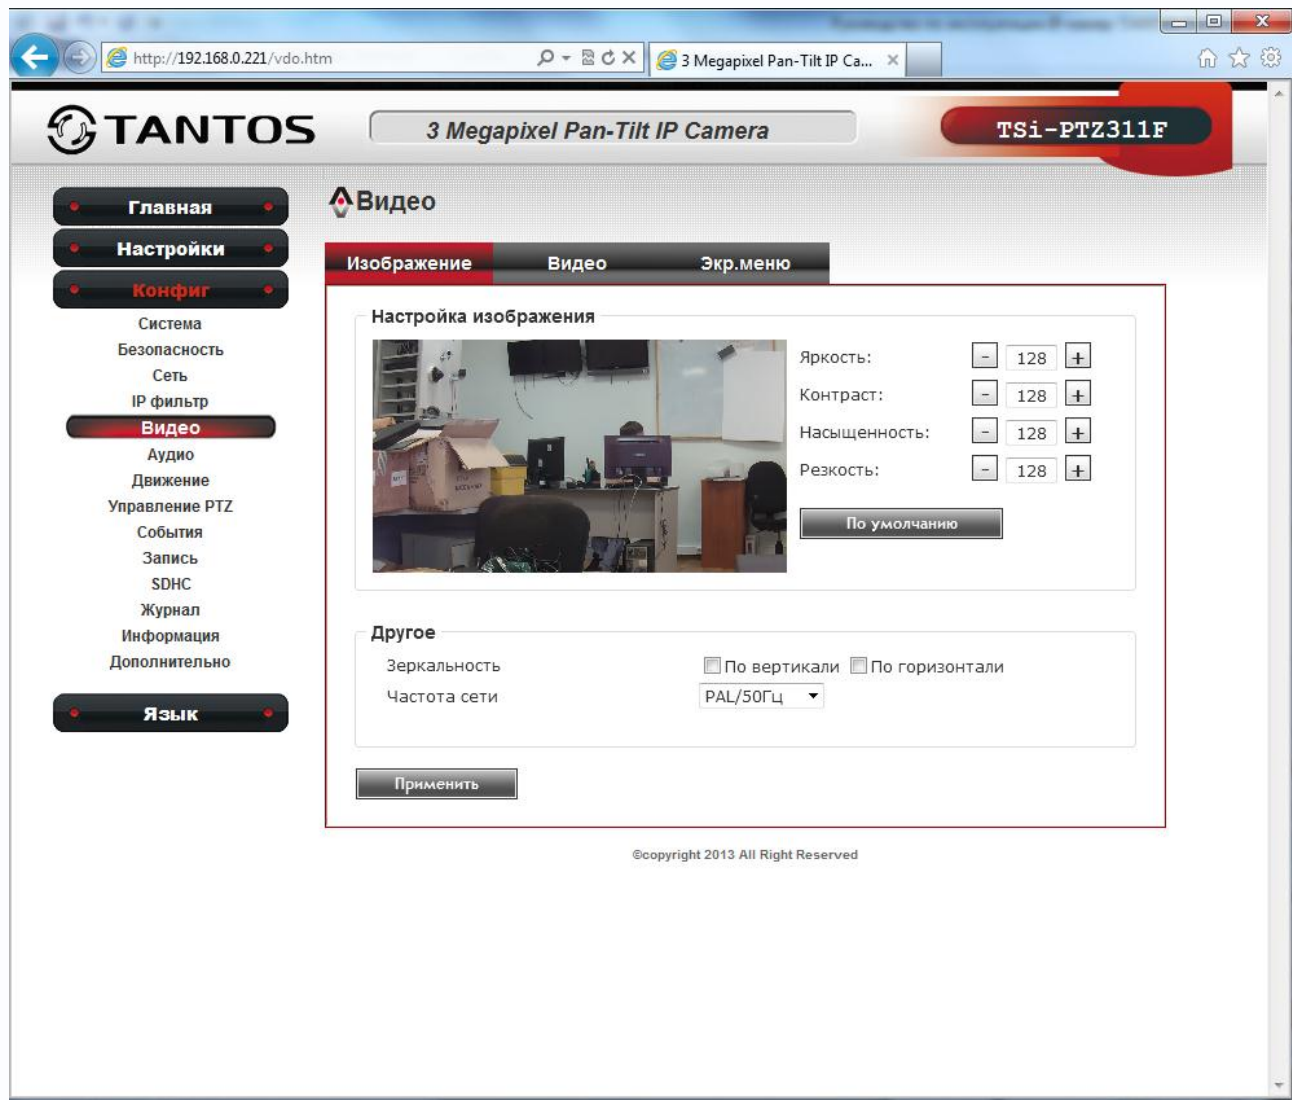 http://192.168.0.221/vdo.htm
3 Megapixel Pan-Tilt IP Ca...
TANTOS
3 Megapixel Pan-Tilt IP Camera
TSi-PTZ311F
Главная
Настройки
Конфиг
Система
Безопасность
Сеть
IP фильтр
Видео
Аудио
Движение
Управление PTZ
События
Запись
SDHC
Журнал
Информация
Дополнительно
Язык
Видео
Изображение Видео Экр.меню
Настройка изображения
Яркость: - 128 +
Контраст: - 128 +
Насыщенность: - 128 +
Резкость: - 128 +
По умолчанию
Другое
Зеркальность По вертикали По горизонтали
Частота сети PAL/50Гц
Применить
©copyright 2013 All Right Reserved